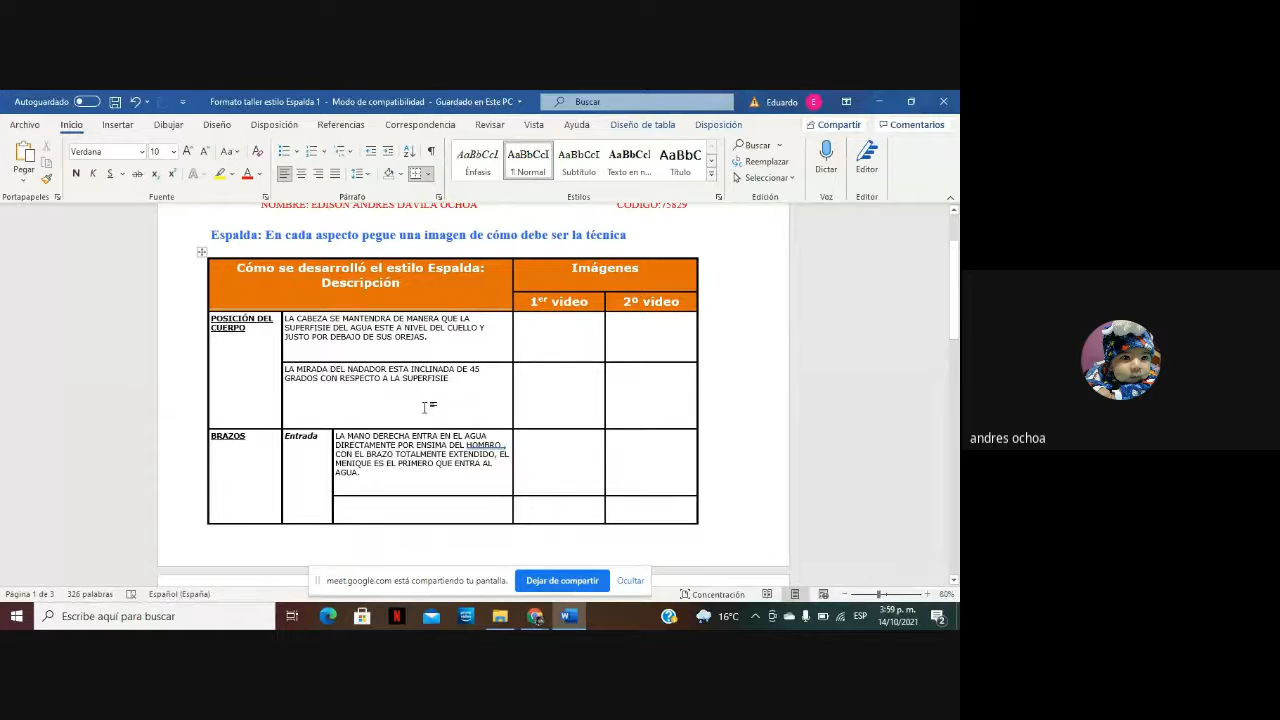 Autoguardado
Formato taller estilo Espalda 1 - Modo de compatibilidad - Guardado en Este PC
Buscar
Eduardo
E
Archivo Inicio Insertar Dibujar Diseño Disposición Referencias Correspondencia Revisar Vista Ayuda Diseño de tabla Disposición Compartir Comentarios
Pegar
Verdana 10
N K S
AaBbCcI Énfasis
AaBbCcI ¶ Normal
AaBbCcI Subtítulo
AaBbCcI Texto en n...
AaBbC Título
Buscar
Reemplazar
Seleccionar
Dictar
Editor
Portapapeles Fuente Párrafo Estilos Edición Voz Editor
NOMBRE: EDISON ANDRES DAVILA OCHOA CODIGO:75829
Espalda: En cada aspecto pegue una imagen de cómo debe ser la técnica
Cómo se desarrolló el estilo Espalda:
Descripción
Imágenes
1er video 2º video
POSICIÓN DEL
CUERPO
LA CABEZA SE MANTENDRA DE MANERA QUE LA
SUPERFISIE DEL AGUA ESTE A NIVEL DEL CUELLO Y
JUSTO POR DEBAJO DE SUS OREJAS.
LA MIRADA DEL NADADOR ESTA INCLINADA DE 45
GRADOS CON RESPECTO A LA SUPERFISIE
BRAZOS
Entrada
LA MANO DERECHA ENTRA EN EL AGUA
DIRECTAMENTE POR ENSIMA DEL HOMBRO ,
CON EL BRAZO TOTALMENTE EXTENDIDO, EL
MENIQUE ES EL PRIMERO QUE ENTRA AL
AGUA.
meet.google.com está compartiendo tu pantalla.
Dejar de compartir
Ocultar
Página 1 de 3 326 palabras Español (España) Concentración 80%
Escribe aquí para buscar
16°C
ESP
3:59 p. m.
14/10/2021
2
andres ochoa